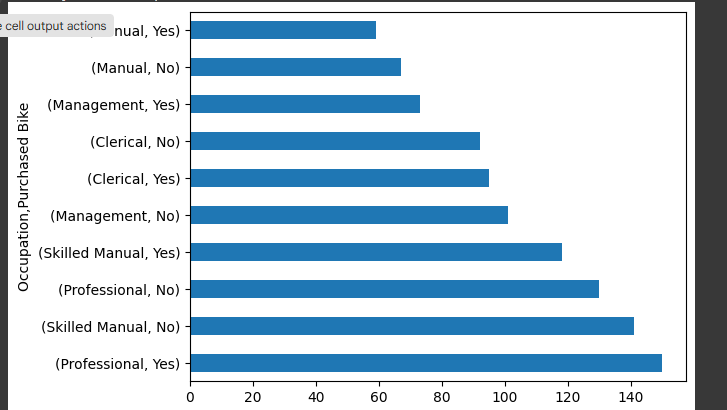 cell output actions
nual, Yes)
(Manual, No)
(Management, Yes)
(Clerical, No)
(Clerical, Yes)
(Management, No)
(Skilled Manual, Yes)
(Professional, No)
(Skilled Manual, No)
(Professional, Yes)
Occupation,Purchased Bike
0 20 40 60 80 100 120 140